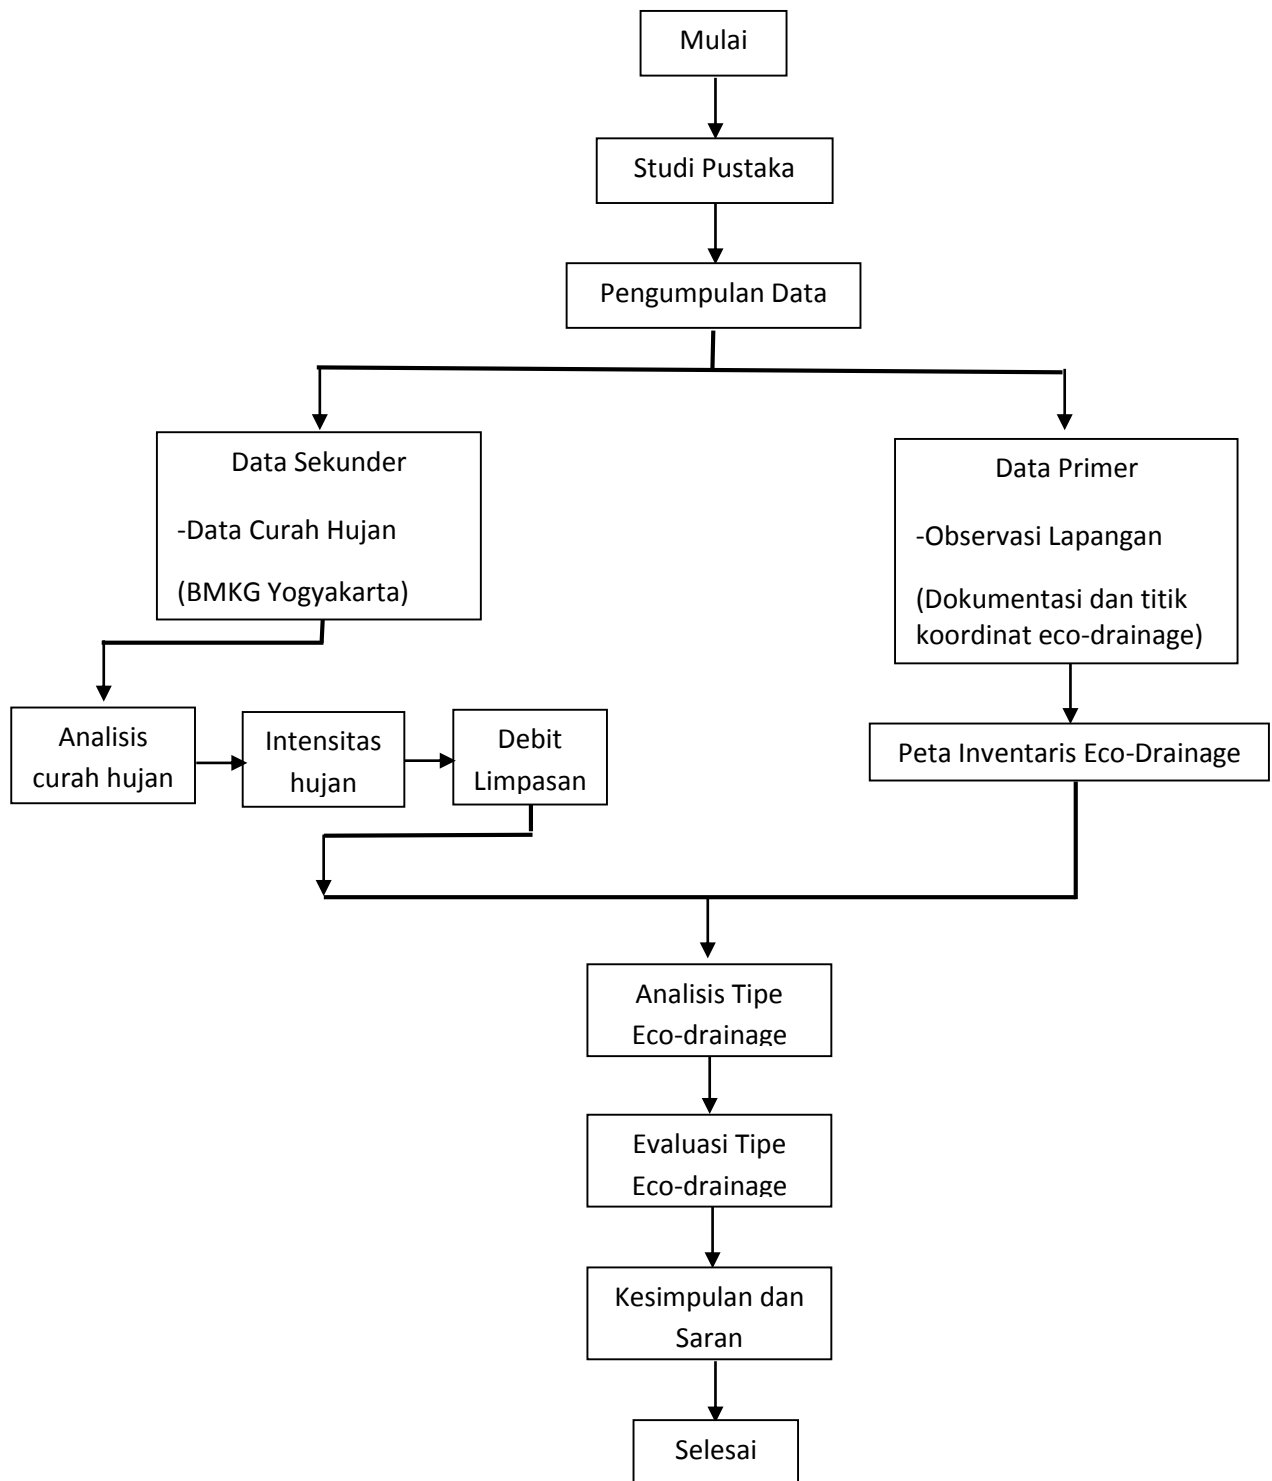 Mulai
Studi Pustaka
Pengumpulan Data
Data Sekunder
-Data Curah Hujan
(BMKG Yogyakarta)
Data Primer
-Observasi Lapangan
(Dokumentasi dan titik
koordinat eco-drainage)
Analisis
curah hujan
Intensitas
hujan
Debit
Limpasan
Peta Inventaris Eco-Drainage
Analisis Tipe
Eco-drainage
Evaluasi Tipe
Eco-drainage
Kesimpulan dan
Saran
Selesai